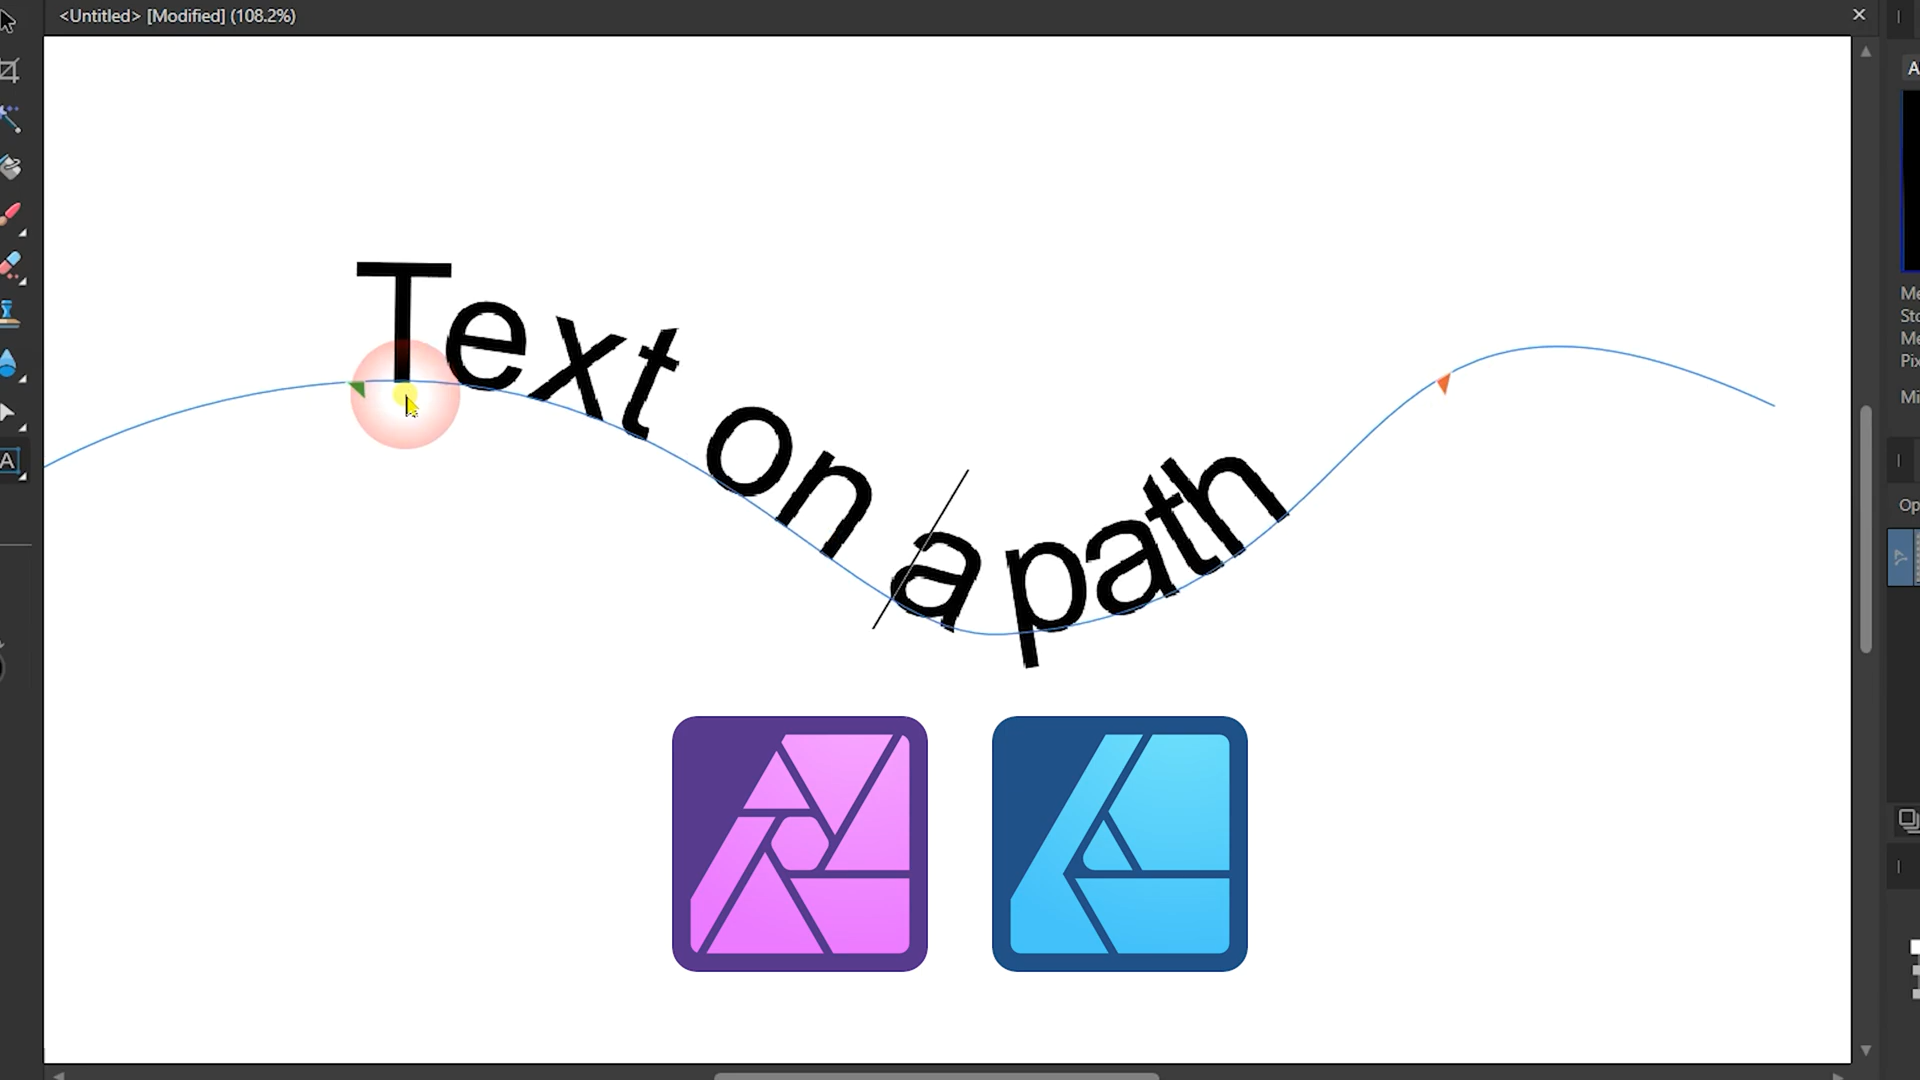 <Untitled> [Modified] (108.2%)
Text on a path
A